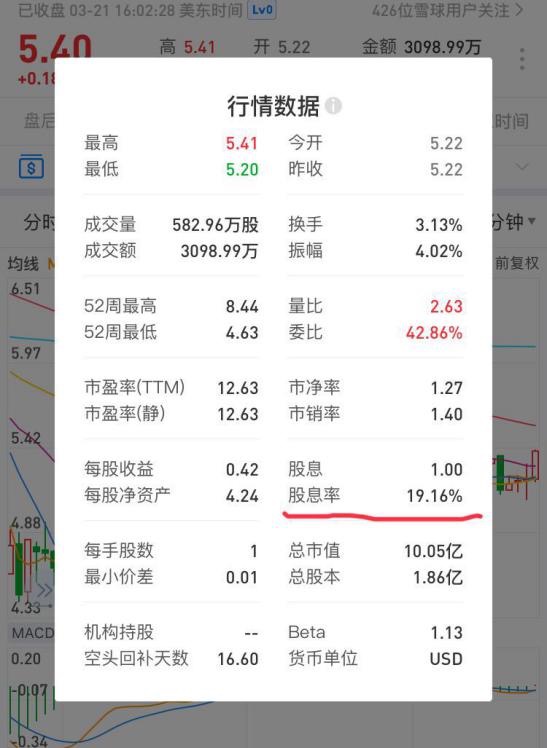 已收盘 03-21 16:02:28 美东时间 Lv0 426位雪球用户关注
5.40 高 5.41 开 5.22 金额 3098.99万
+0.18
行情数据
最高 5.41 今开 5.22
最低 5.20 昨收 5.22
盘后 时间
成交量 582.96万股 换手 3.13%
成交额 3098.99万 振幅 4.02%
分时 分钟
均线 前复权
6.51
52周最高 8.44 量比 2.63
52周最低 4.63 委比 42.86%
5.97
市盈率(TTM) 12.63 市净率 1.27
市盈率(静) 12.63 市销率 1.40
5.42
每股收益 0.42 股息 1.00
每股净资产 4.24 股息率 19.16%
4.88
每手股数 1 总市值 10.05亿
最小价差 0.01 总股本 1.86亿
4.33
MACD
机构持股 -- Beta 1.13
空头回补天数 16.60 货币单位 USD
0.20
-0.07
-0.34